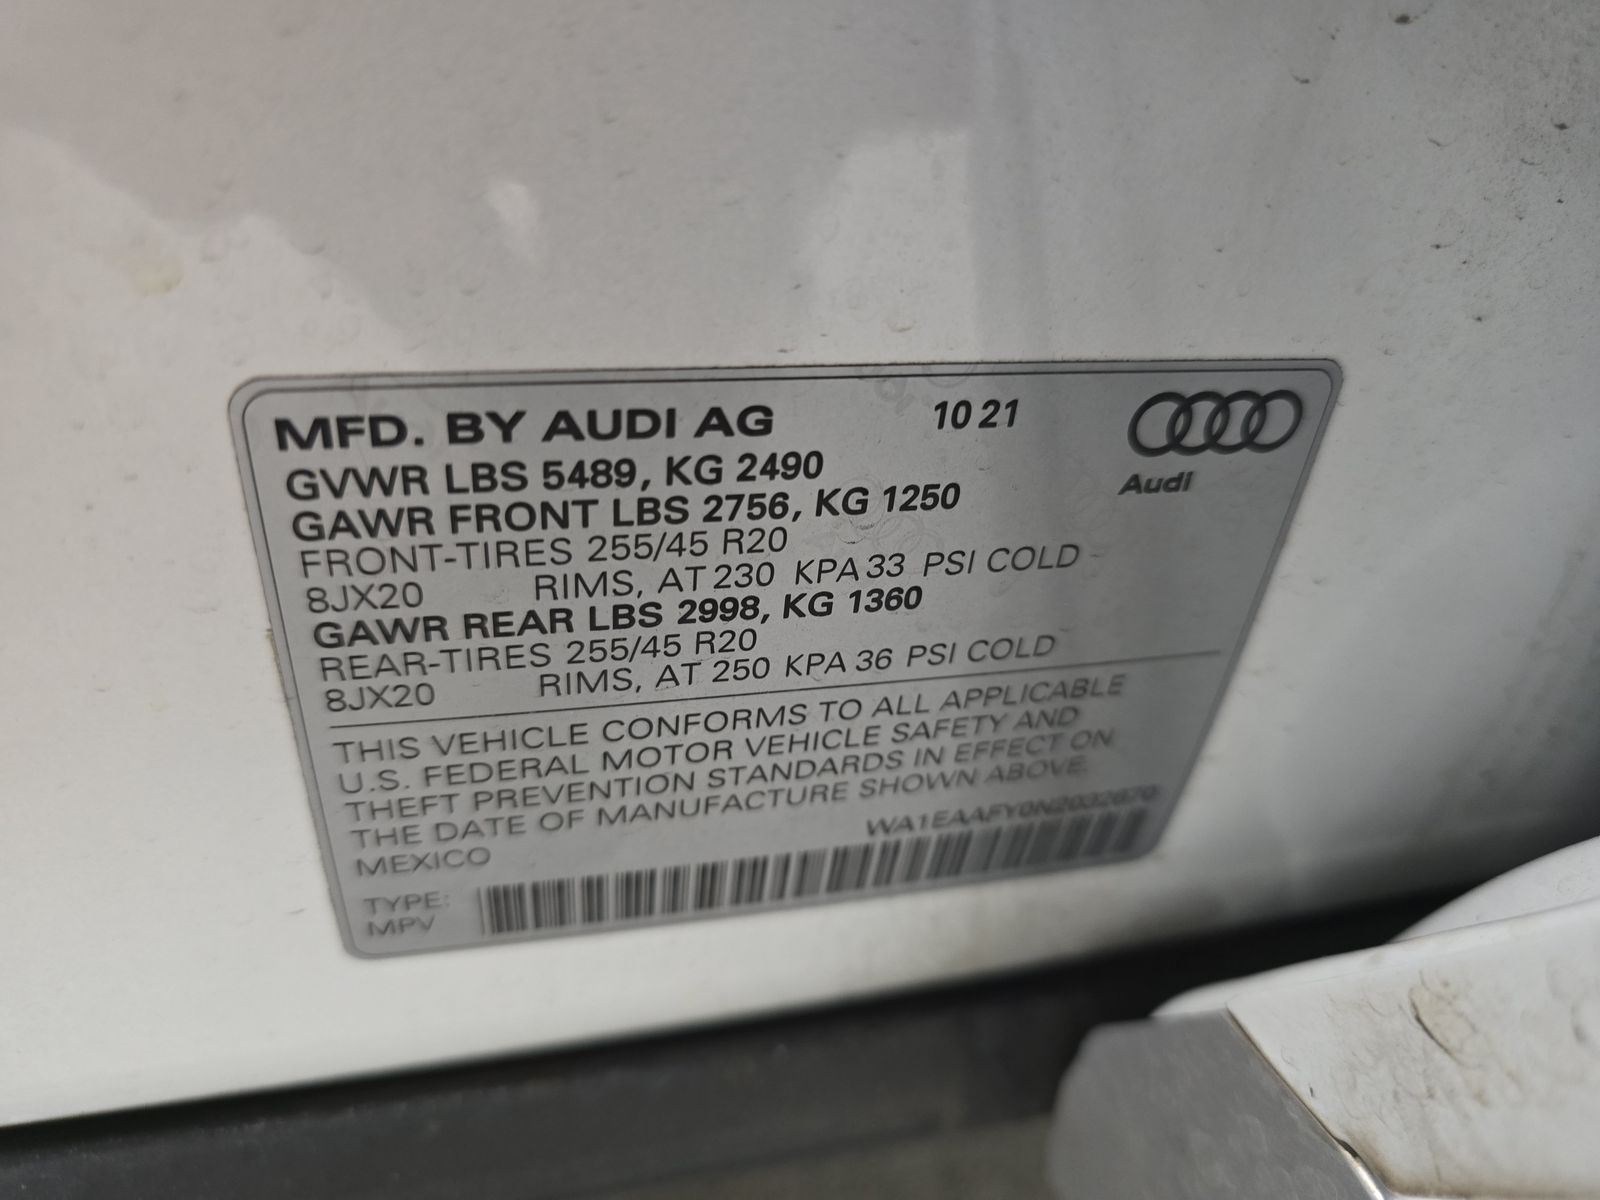 MFD. BY AUDI AG 10 21
Audi
GVWR LBS 5489, KG 2490
GAWR FRONT LBS 2756, KG 1250
FRONT-TIRES 255/45 R20
8JX20 RIMS, AT 230 KPA 33 PSI COLD
GAWR REAR LBS 2998, KG 1360
REAR-TIRES 255/45 R20
8JX20 RIMS, AT 250 KPA 36 PSI COLD
THIS VEHICLE CONFORMS TO ALL APPLICABLE
U.S. FEDERAL MOTOR VEHICLE SAFETY AND
THEFT PREVENTION STANDARDS IN EFFECT ON
THE DATE OF MANUFACTURE SHOWN ABOVE.
MEXICO WA1EAAFY0N2032670
TYPE:
MPV